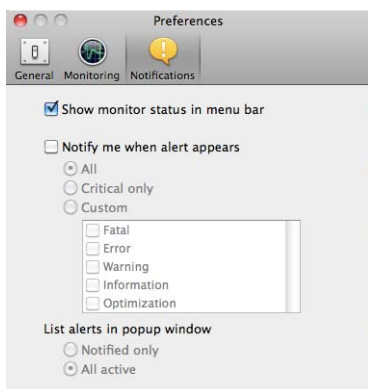 Preferences
General Monitoring Notifications
Show monitor status in menu bar
Notify me when alert appears
All
Critical only
Custom
Fatal
Error
Warning
Information
Optimization
List alerts in popup window
Notified only
All active